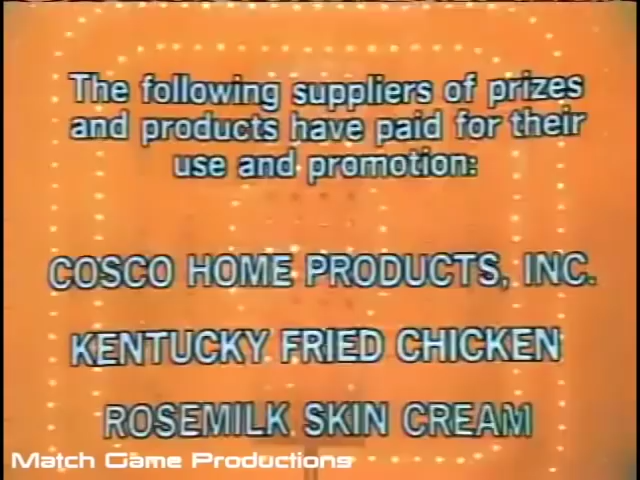 The following suppliers of prizes
and products have paid for their
use and promotion:
COSCO HOME PRODUCTS, INC.
KENTUCKY FRIED CHICKEN
ROSEMILK SKIN CREAM
Match Game Productions